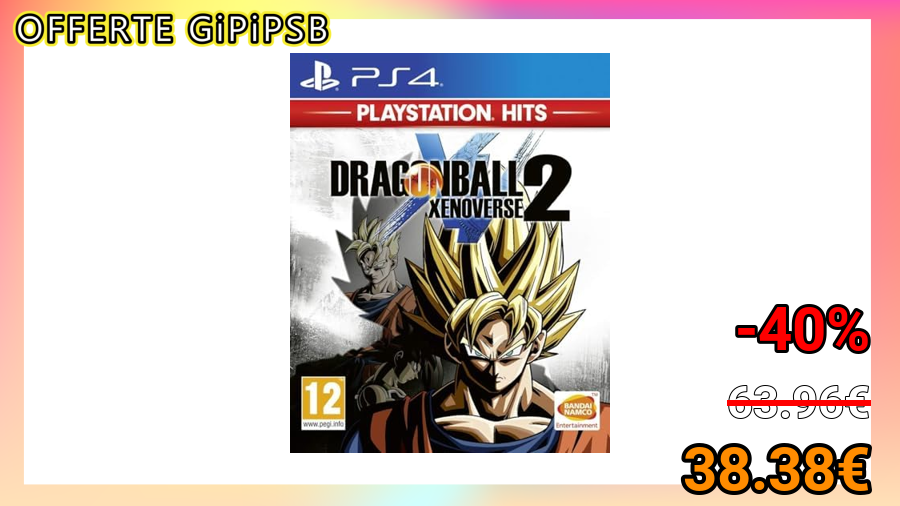 OFFERTE GiPiPSB
PS4
PLAYSTATION HITS
DRAGONBALL
XENOVERSE 2
12
www.pegi.info
BANDAI
NAMCO
Entertainment
-40%
63.96€
38.38€